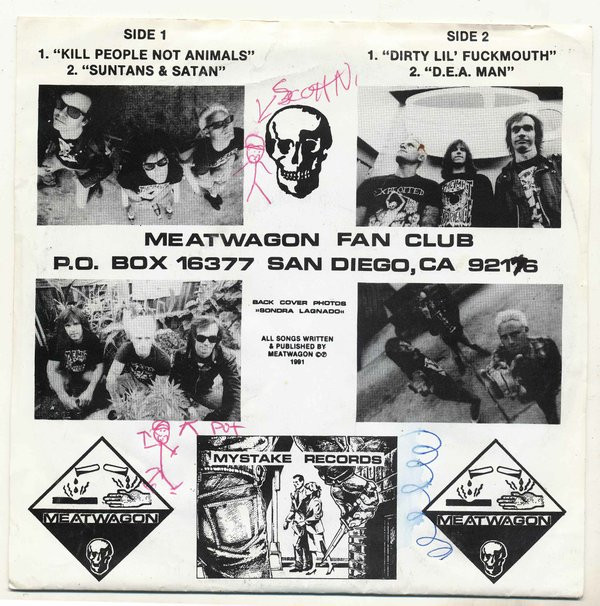 SIDE 1
1. "KILL PEOPLE NOT ANIMALS"
2. "SUNTANS & SATAN"
SIDE 2
1. "DIRTY LIL' FUCKMOUTH"
2. "D.E.A. MAN"
EXPLOITED
MEATWAGON FAN CLUB
P.O. BOX 16377 SAN DIEGO, CA 92176
BACK COVER PHOTOS
"SONDRA LAGNADO"
ALL SONGS WRITTEN
& PUBLISHED BY
MEATWAGON ©℗
1991
MYSTAKE RECORDS
MEATWAGON
MEATWAGON